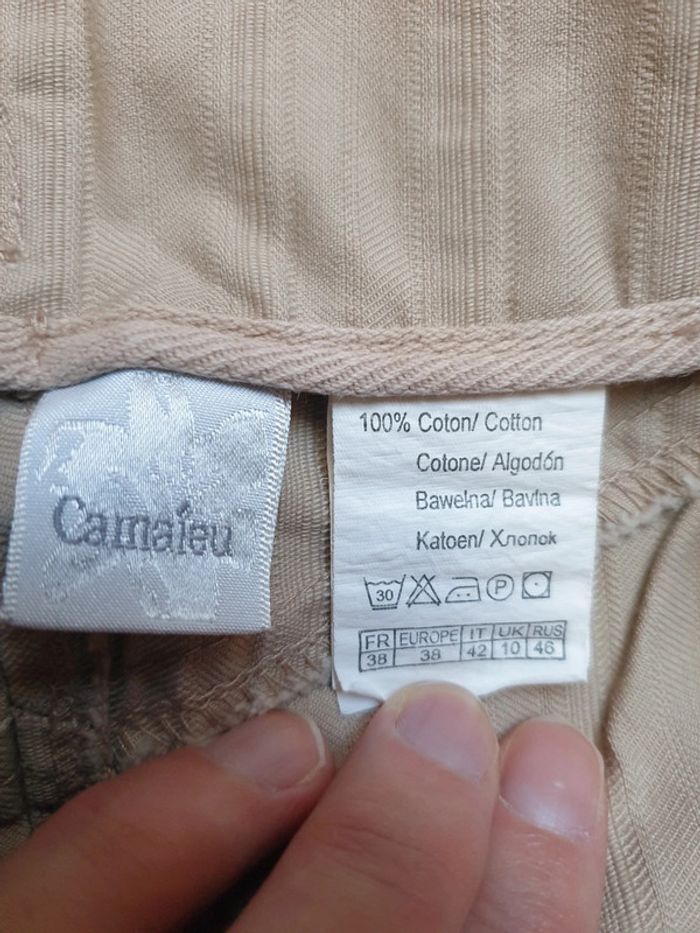 Camaïeu
100% Coton/ Cotton
Cotone/ Algodón
Bawełna/ Bavlna
Katoen/ Хлопок
30 P
FR EUROPE IT UK RUS
38 38 42 10 46